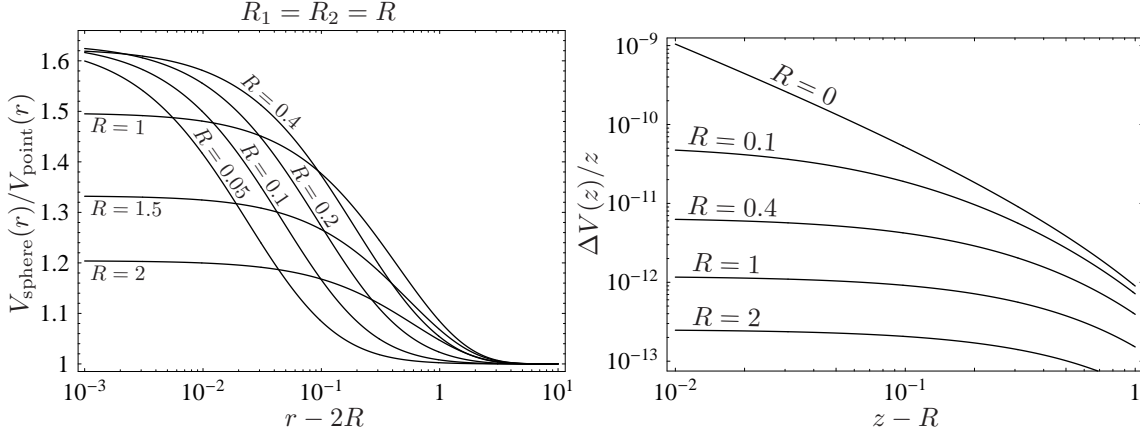 R₁ = R₂ = R
V_sphere(r)/V_point(r)
1.6
1.5
1.4
1.3
1.2
1.1
1
R = 0.4
R = 1
R = 0.05
R = 0.1
R = 0.2
R = 1.5
R = 2
10⁻³
10⁻²
10⁻¹
1
10¹
r − 2R
ΔV(z)/z
10⁻⁹
10⁻¹⁰
10⁻¹¹
10⁻¹²
10⁻¹³
R = 0
R = 0.1
R = 0.4
R = 1
R = 2
10⁻²
10⁻¹
1
z − R